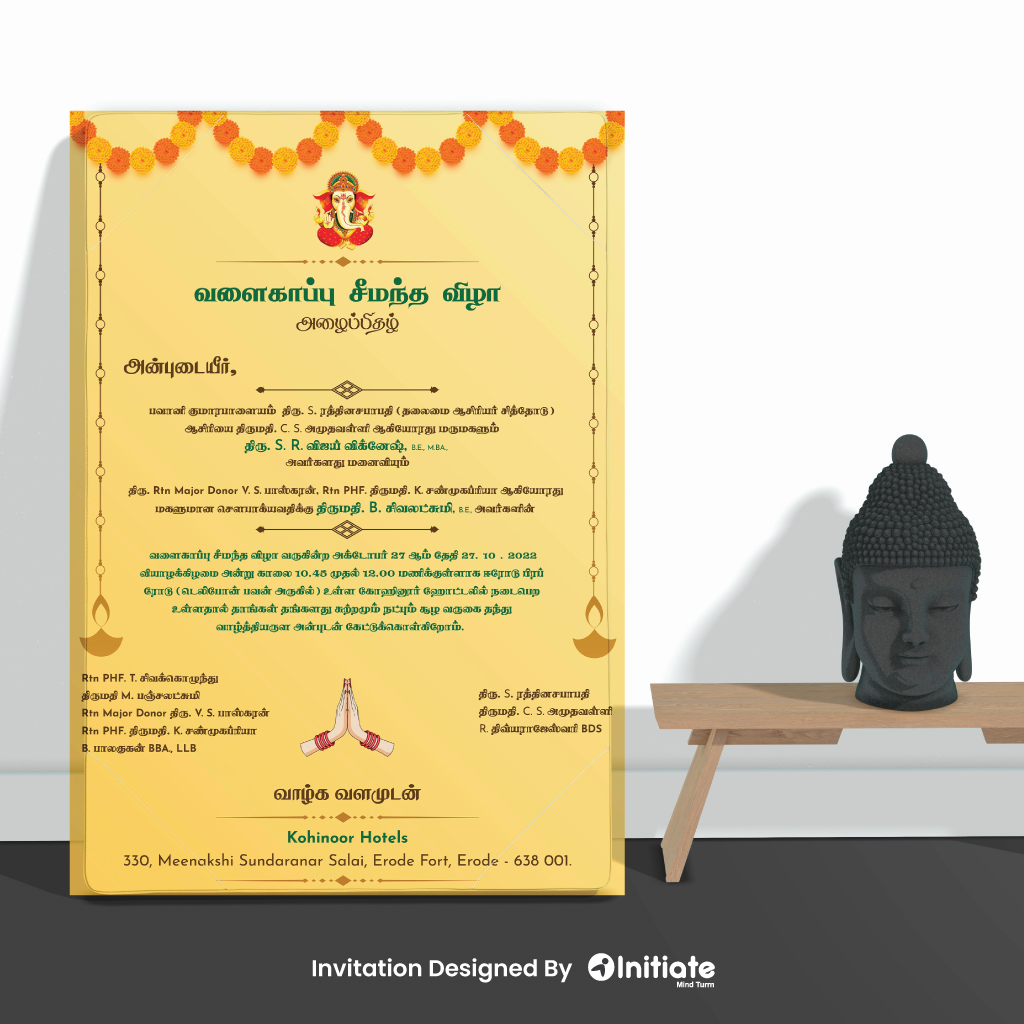 வளைகாப்பு சீமந்த விழா
அழைப்பிதழ்
அன்புடையீர்,
பவானி குமாரபாளையம் திரு. S. ரத்தினசபாபதி ( தலைமை ஆசிரியர் சித்தோடு )
ஆசிரியை திருமதி. C. S. அமுதவள்ளி ஆகியோரது மருமகளும்
திரு. S. R. விஜய் விக்னேஷ், B.E., M.BA.,
அவர்களது மனைவியும்
திரு. Rtn Major Donor V. S. பாஸ்கரன், Rtn PHF. திருமதி. K. சண்முகப்ரியா ஆகியோரது
மகளுமான சௌபாக்யவதிக்கு திருமதி. B. சிவலட்சுமி, B.E., அவர்களின்
வளைகாப்பு சீமந்த விழா வருகின்ற அக்டோபர் 27 ஆம் தேதி 27. 10 . 2022
வியாழக்கிழமை அன்று காலை 10.45 முதல் 12.00 மணிக்குள்ளாக ஈரோடு பிரப்
ரோடு ( டெலிபோன் பவன் அருகில் ) உள்ள கோஹினூர் ஹோட்டலில் நடைபெற
உள்ளதால் தாங்கள் தங்களது சுற்றமும் நட்பும் சூழ வருகை தந்து
வாழ்த்தியருள அன்புடன் கேட்டுக்கொள்கிறோம்.
Rtn PHF. T. சிவக்கொழுந்து
திருமதி M. பஞ்சலட்சுமி
Rtn Major Donor திரு. V. S. பாஸ்கரன்
Rtn PHF. திருமதி. K. சண்முகப்ரியா
B. பாலகுகன் BBA., LLB
திரு. S. ரத்தினசபாபதி
திருமதி. C. S. அமுதவள்ளி
R. திவ்யராஜேஸ்வரி BDS
வாழ்க வளமுடன்
Kohinoor Hotels
330, Meenakshi Sundaranar Salai, Erode Fort, Erode - 638 001.
Invitation Designed By Initiate
Mind Turrn